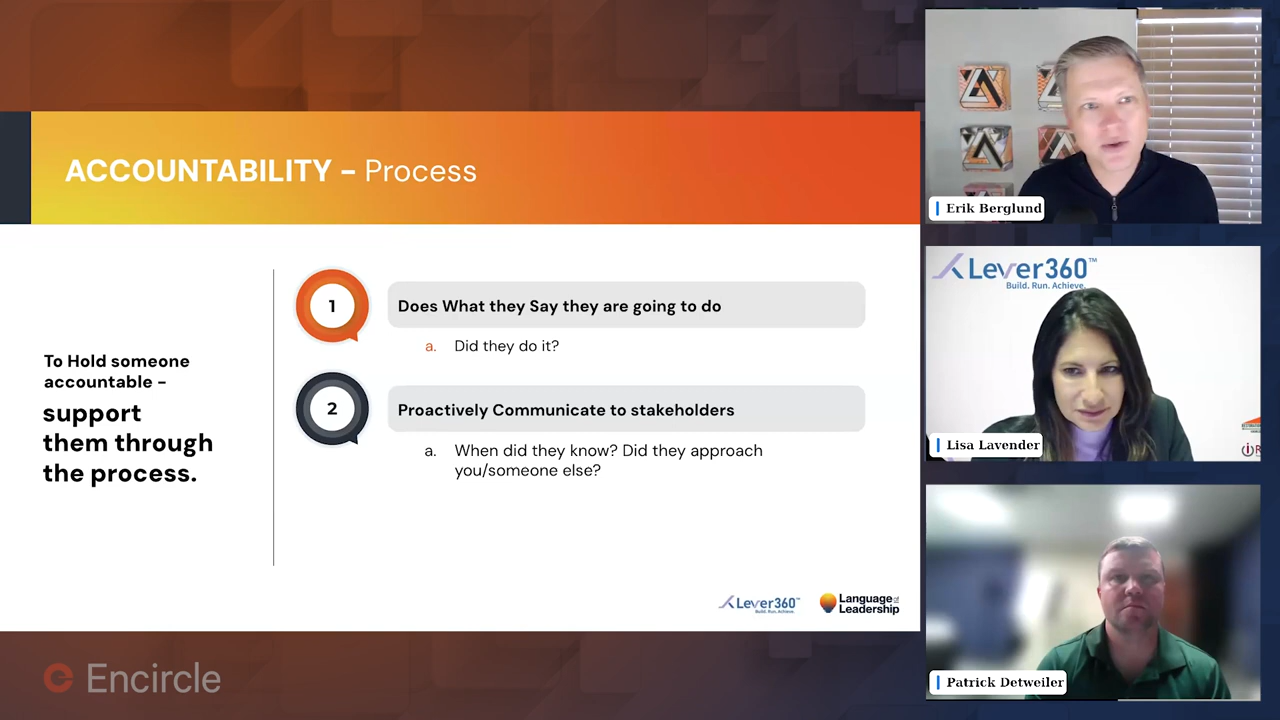 ACCOUNTABILITY - Process
To Hold someone
accountable -
support
them through
the process.
1
Does What they Say they are going to do
a. Did they do it?
2
Proactively Communicate to stakeholders
a. When did they know? Did they approach
you/someone else?
Lever360™
Build. Run. Achieve.
Language of
Leadership
Encircle
Erik Berglund
Lever360™
Build. Run. Achieve.
Lisa Lavender
Patrick Detweiler